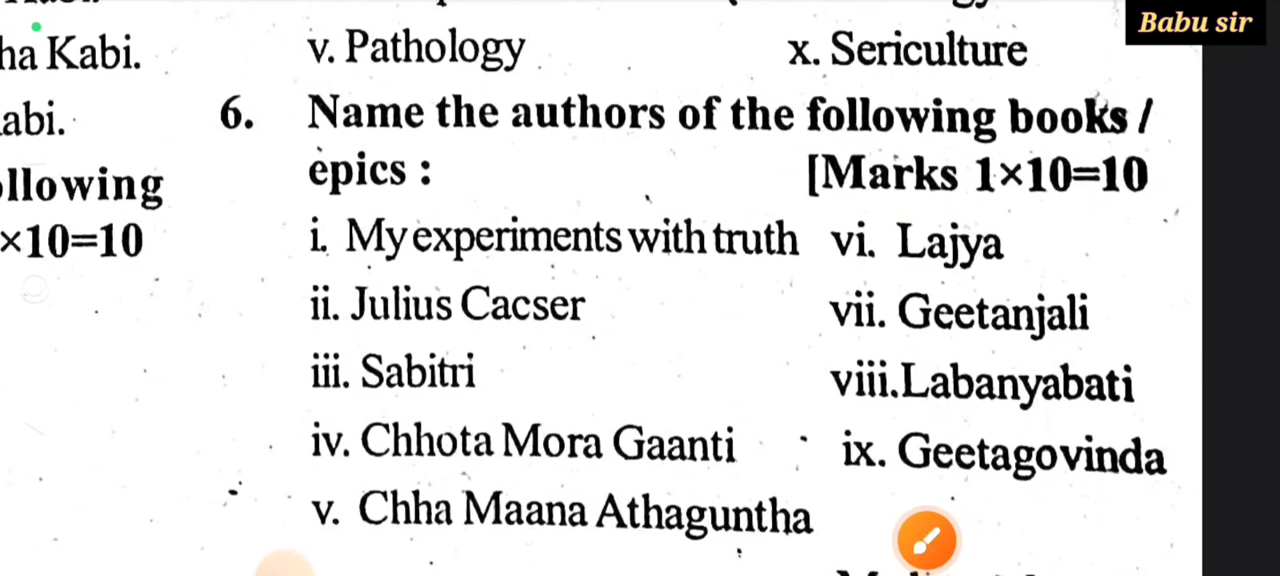 Babu sir
ha Kabi.
v. Pathology
x. Sericulture
abi.
6. Name the authors of the following books /
epics : [Marks 1×10=10
llowing
×10=10
i. My experiments with truth vi. Lajya
ii. Julius Cacser vii. Geetanjali
iii. Sabitri viii. Labanyabati
iv. Chhota Mora Gaanti ix. Geetagovinda
v. Chha Maana Athaguntha